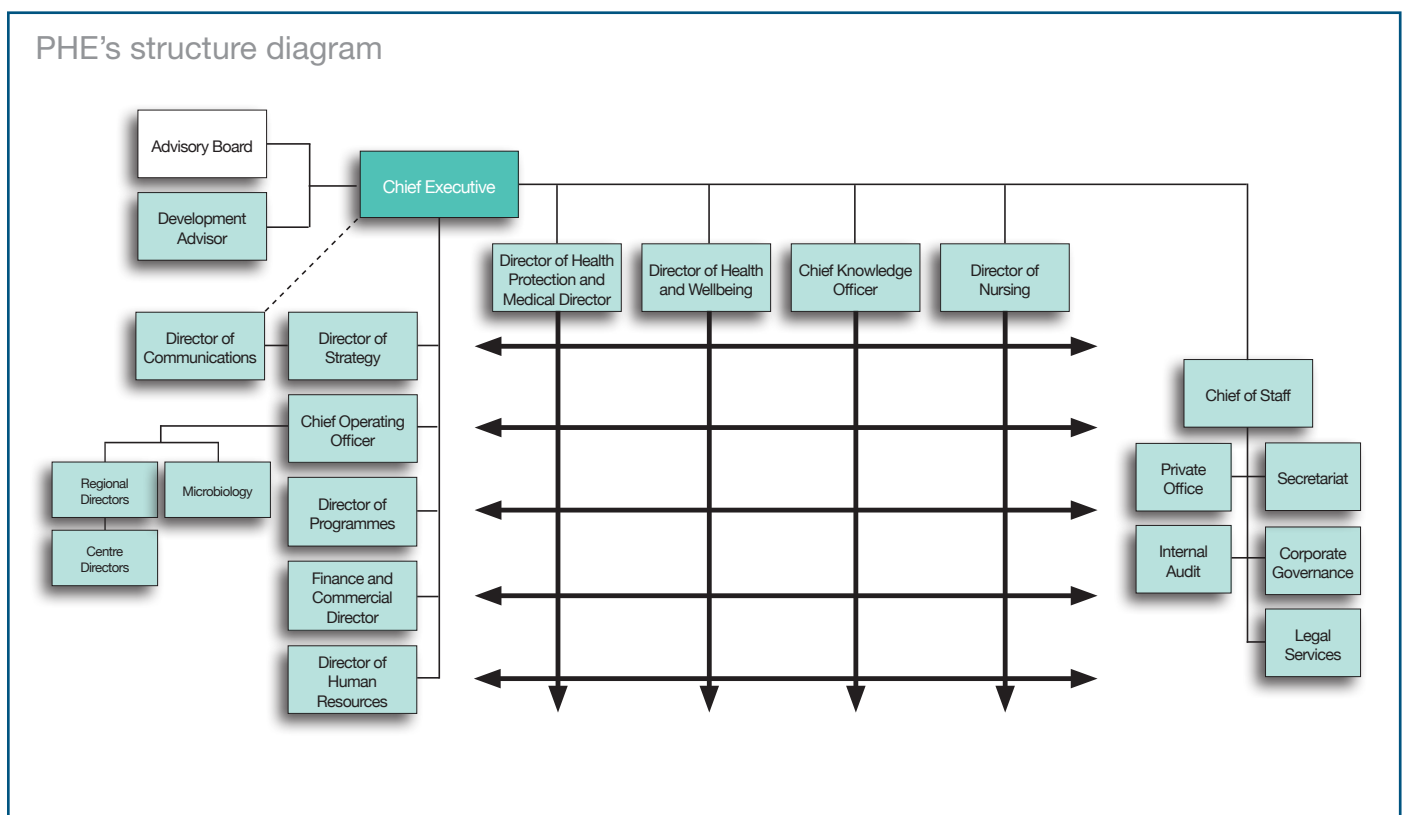 PHE’s structure diagram
Advisory Board
Development
Advisor
Chief Executive
Director of Health
Protection and
Medical Director
Director of Health
and Wellbeing
Chief Knowledge
Officer
Director of
Nursing
Director of
Communications
Director of
Strategy
Chief Operating
Officer
Regional
Directors
Microbiology
Centre
Directors
Director of
Programmes
Finance and
Commercial
Director
Director of
Human
Resources
Chief of Staff
Private
Office
Secretariat
Internal
Audit
Corporate
Governance
Legal
Services